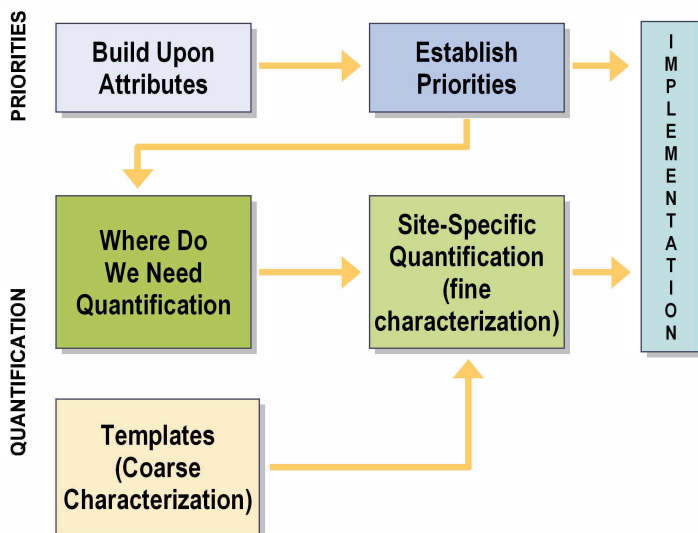 PRIORITIES
Build Upon
Attributes
Establish
Priorities
IMPLEMENTATION
QUANTIFICATION
Where Do
We Need
Quantification
Site-Specific
Quantification
(fine
characterization)
Templates
(Coarse
Characterization)